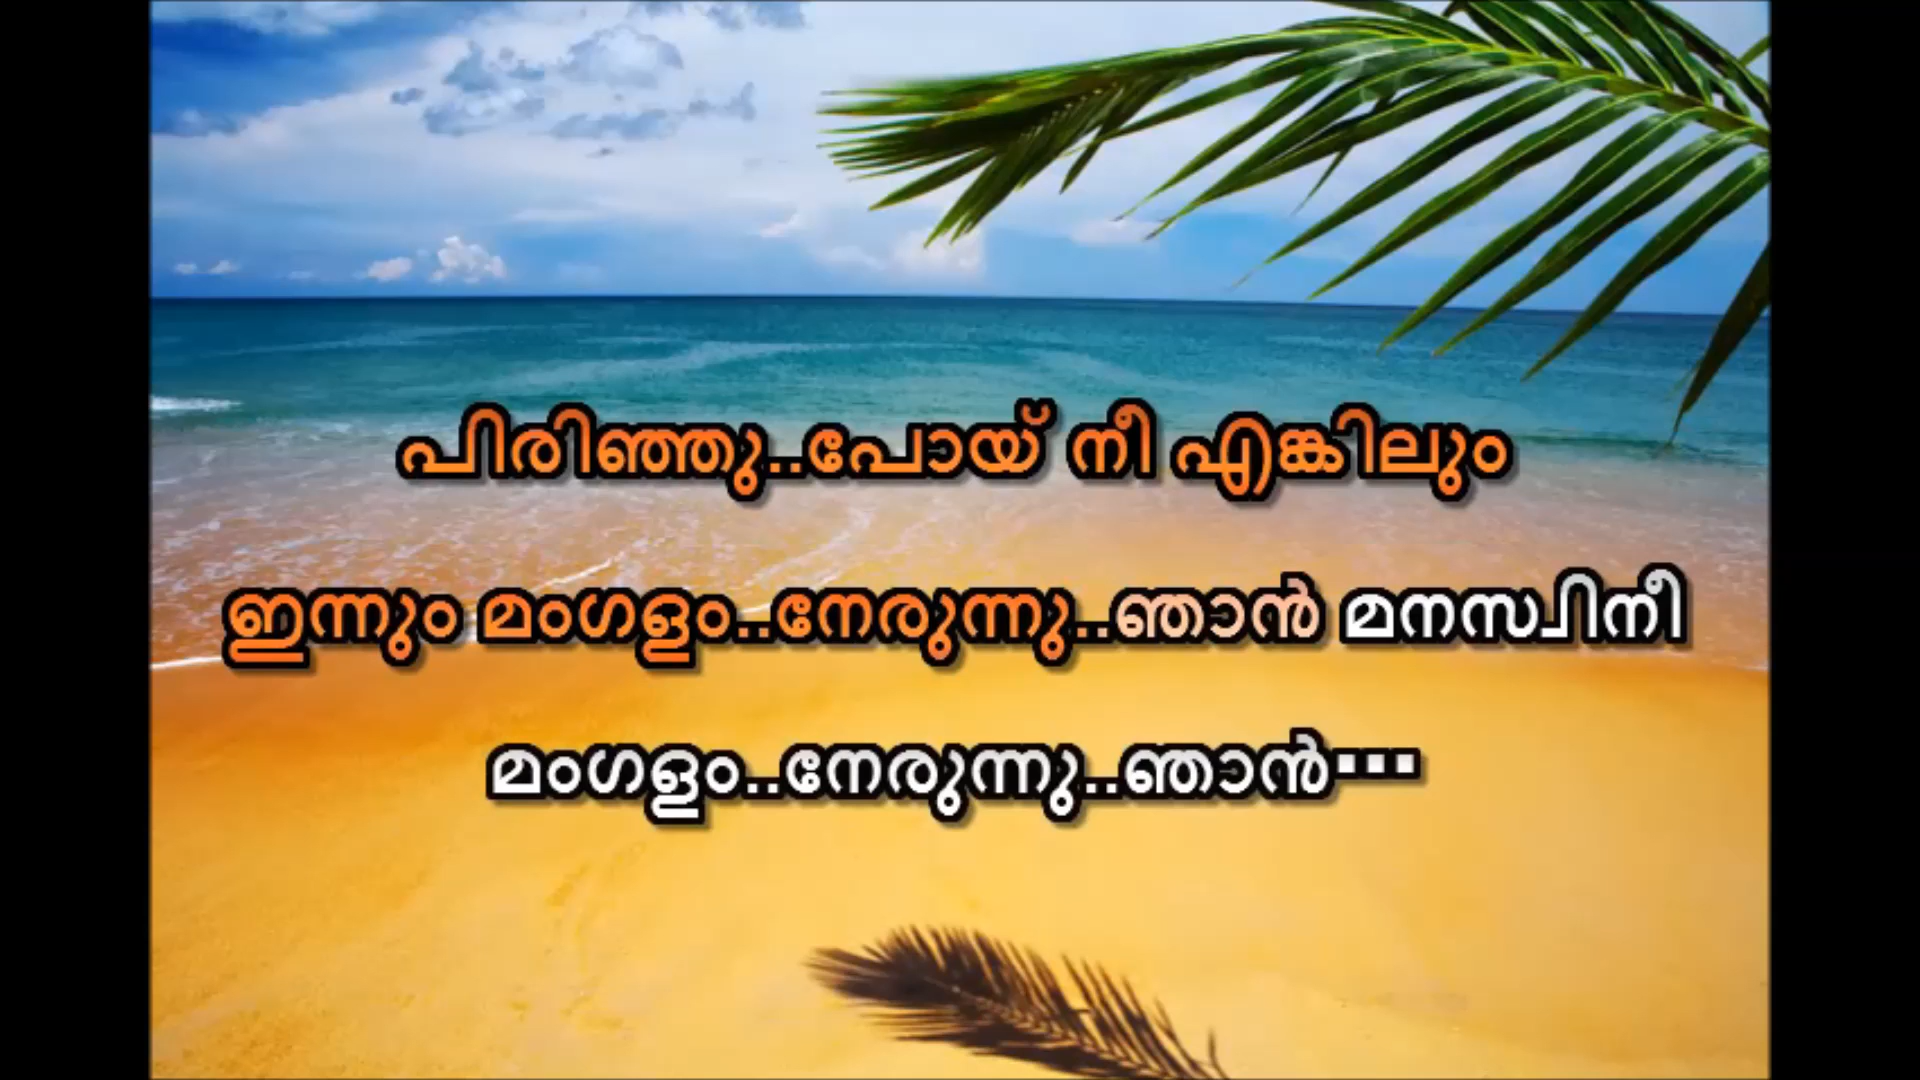 പിരിഞ്ഞു..പോയ് നീ എങ്കിലും
ഇന്നും മംഗളം..നേരുന്നു..ഞാൻ മനസ്വിനീ
മംഗളം..നേരുന്നു..ഞാൻ...